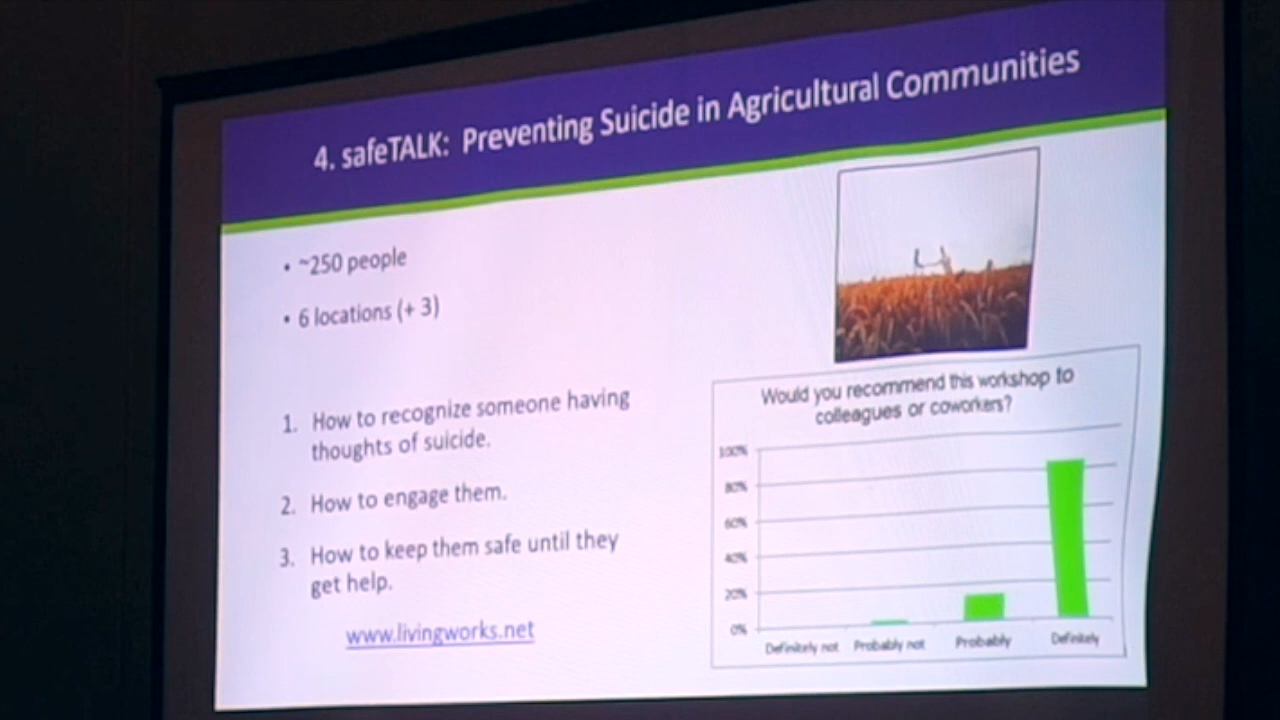 4. safeTALK: Preventing Suicide in Agricultural Communities
• ~250 people
• 6 locations (+ 3)
1. How to recognize someone having
thoughts of suicide.
2. How to engage them.
3. How to keep them safe until they
get help.
www.livingworks.net
Would you recommend this workshop to
colleagues or coworkers?
100%
80%
60%
40%
20%
0%
Definitely not Probably not Probably Definitely